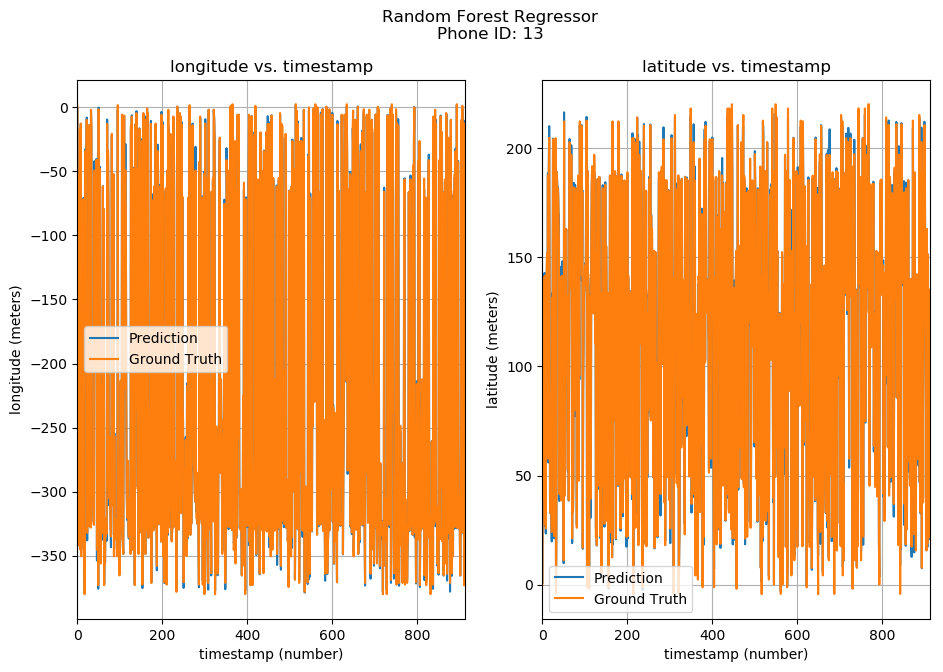 Random Forest Regressor
Phone ID: 13
longitude vs. timestamp
longitude (meters)
0
−50
−100
−150
−200
−250
−300
−350
Prediction
Ground Truth
0
200
400
600
800
timestamp (number)
latitude vs. timestamp
latitude (meters)
200
150
100
50
0
Prediction
Ground Truth
0
200
400
600
800
timestamp (number)